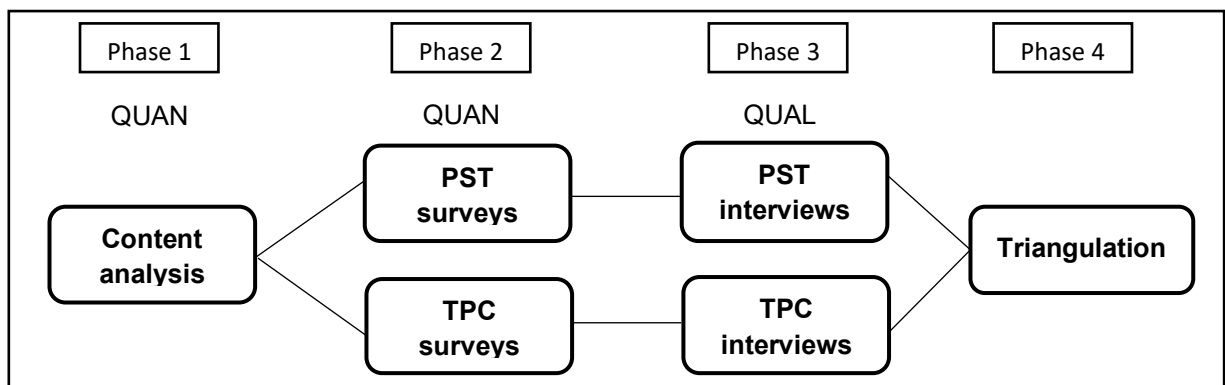 Phase 1
Phase 2
Phase 3
Phase 4
QUAN
QUAN
QUAL
PST
surveys
PST
interviews
Content
analysis
Triangulation
TPC
surveys
TPC
interviews